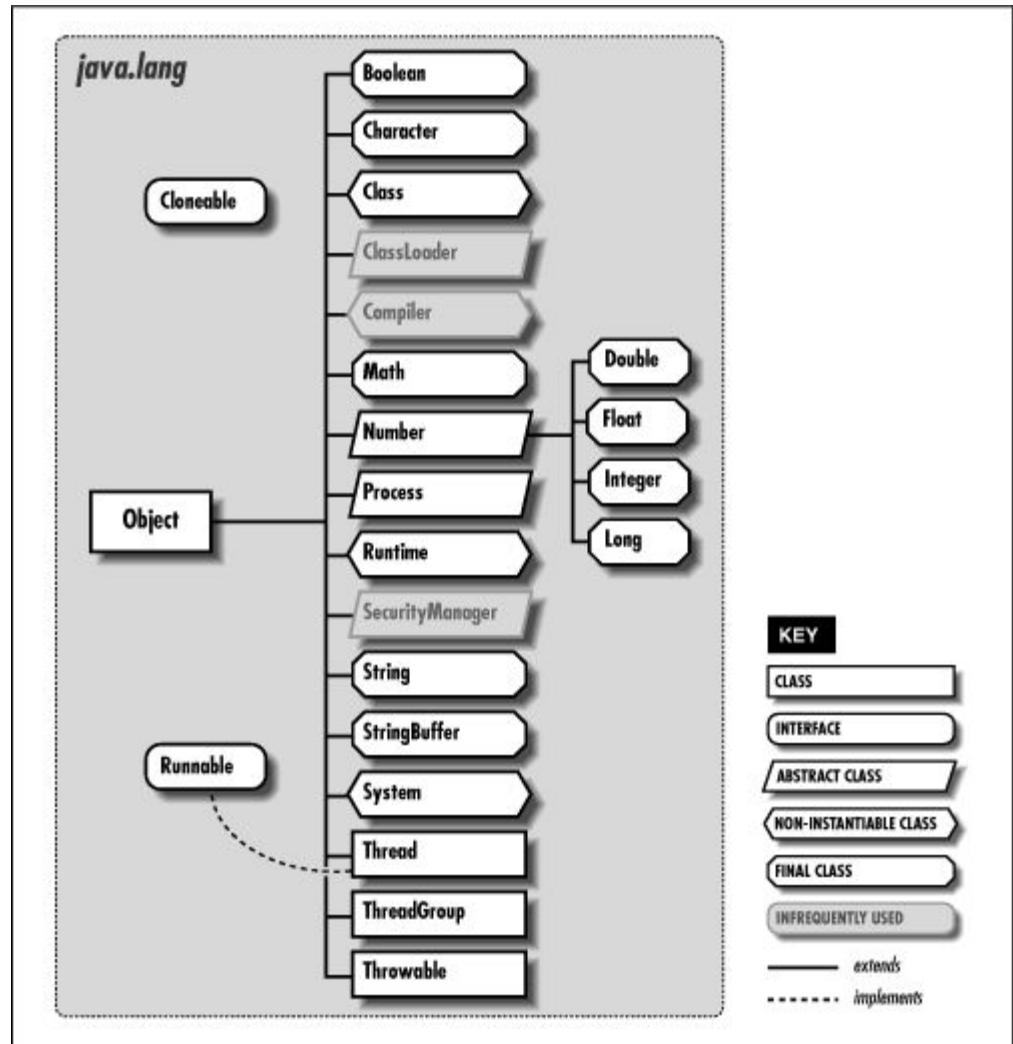 java.lang
Boolean
Character
Cloneable
Class
ClassLoader
Compiler
Math
Double
Number
Float
Process
Integer
Object
Runtime
Long
SecurityManager
KEY
String
CLASS
StringBuffer
INTERFACE
Runnable
ABSTRACT CLASS
System
NON-INSTANTIABLE CLASS
Thread
FINAL CLASS
ThreadGroup
INFREQUENTLY USED
Throwable
extends
implements